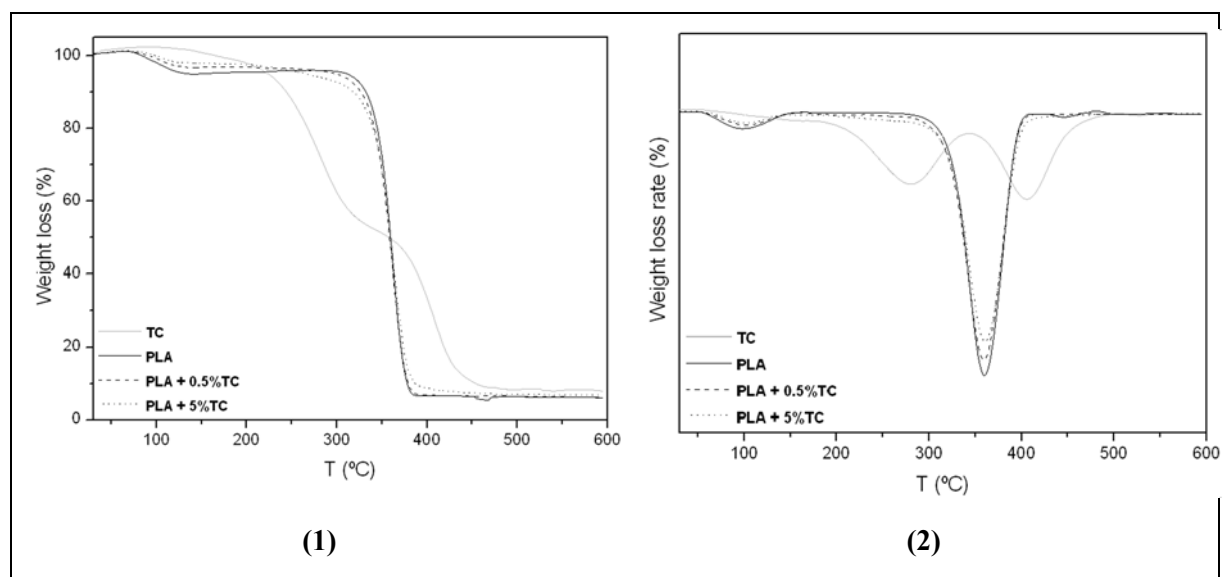 Weight loss (%)
100
80
60
40
20
0
TC
PLA
PLA + 0.5%TC
PLA + 5%TC
100 200 300 400 500 600
T (ºC)
(1)
Weight loss rate (%)
TC
PLA
PLA + 0.5%TC
PLA + 5%TC
100 200 300 400 500 600
T (ºC)
(2)